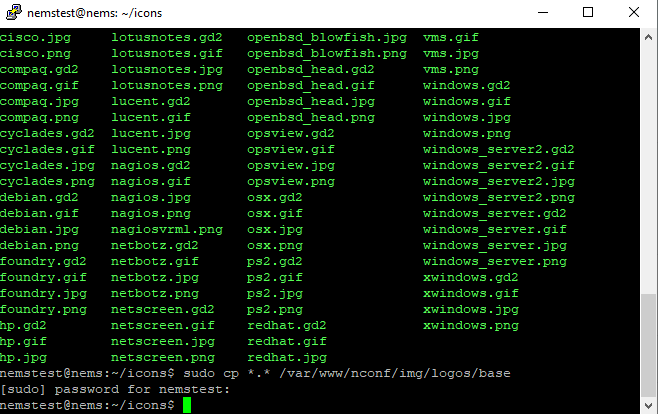 nemstest@nems: ~/icons
cisco.jpg lotusnotes.gd2 openbsd_blowfish.jpg vms.gif
cisco.png lotusnotes.gif openbsd_blowfish.png vms.jpg
compaq.gd2 lotusnotes.jpg openbsd_head.gd2 vms.png
compaq.gif lotusnotes.png openbsd_head.gif windows.gd2
compaq.jpg lucent.gd2 openbsd_head.jpg windows.gif
compaq.png lucent.gif openbsd_head.png windows.jpg
cyclades.gd2 lucent.jpg opsview.gd2 windows.png
cyclades.gif lucent.png opsview.gif windows_server2.gd2
cyclades.jpg nagios.gd2 opsview.jpg windows_server2.gif
cyclades.png nagios.gif opsview.png windows_server2.jpg
debian.gd2 nagios.jpg osx.gd2 windows_server2.png
debian.gif nagios.png osx.gif windows_server.gd2
debian.jpg nagiosvrml.png osx.jpg windows_server.gif
debian.png netbotz.gd2 osx.png windows_server.jpg
foundry.gd2 netbotz.gif ps2.gd2 windows_server.png
foundry.gif netbotz.jpg ps2.gif xwindows.gd2
foundry.jpg netbotz.png ps2.jpg xwindows.gif
foundry.png netscreen.gd2 ps2.png xwindows.jpg
hp.gd2 netscreen.gif redhat.gd2 xwindows.png
hp.gif netscreen.jpg redhat.gif
hp.jpg netscreen.png redhat.jpg
nemstest@nems:~/icons$ sudo cp *.* /var/www/nconf/img/logos/base
[sudo] password for nemstest:
nemstest@nems:~/icons$